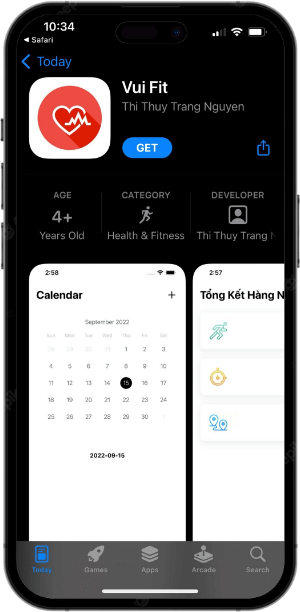 10:34
Safari
Today
Vui Fit
Thi Thuy Trang Nguyen
GET
AGE CATEGORY DEVELOPER
4+
Years Old Health & Fitness Thi Thuy Trang N
2:58 2:57
Calendar + Tổng Kết Hàng N
September 2022
Sun Mon Tue Wed Thu Fri Sat
28 29 30 31 1 2 3
4 5 6 7 8 9 10
11 12 13 14 15 16 17
18 19 20 21 22 23 24
25 26 27 28 29 30
2022-09-15
Today Games Apps Arcade Search